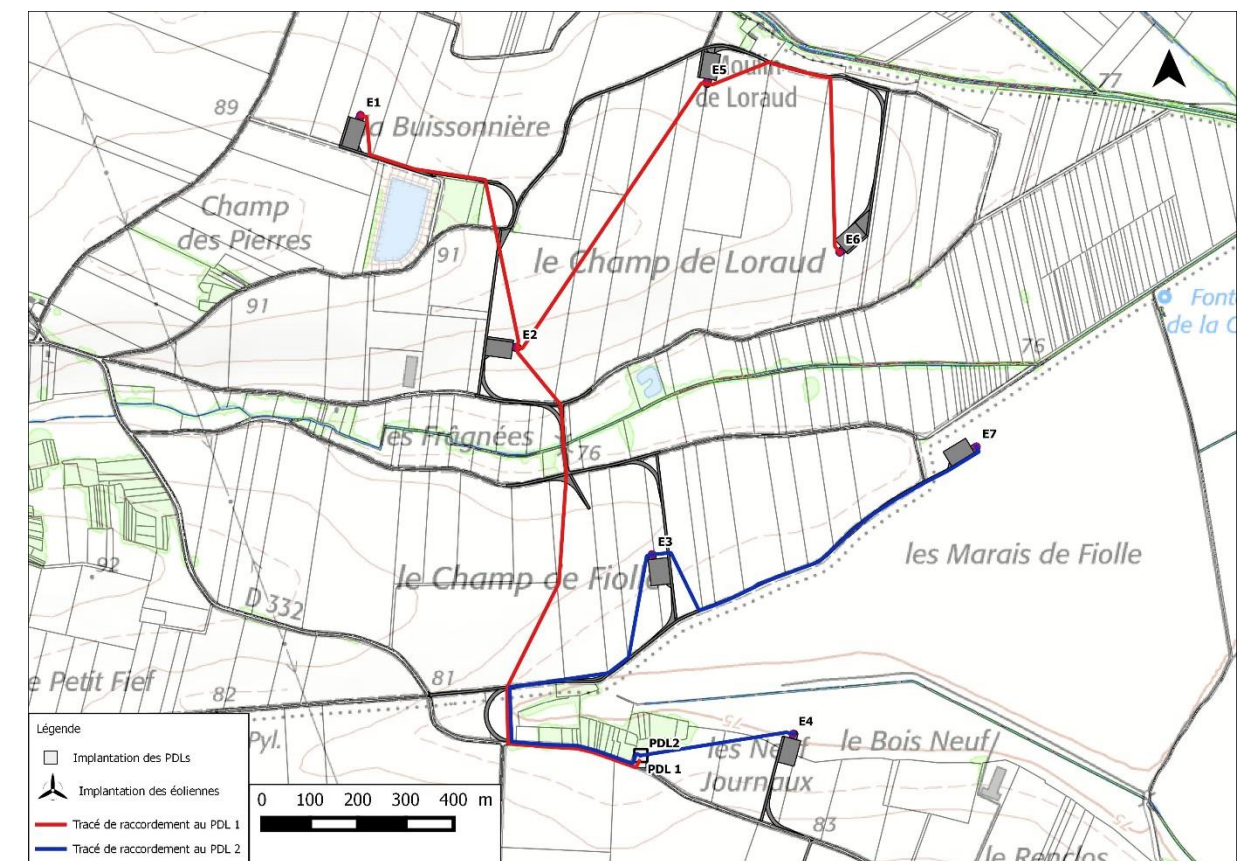 E5
Moulin
de Loraud
77
89
E1
la Buissonnière
Champ
des Pierres
91
E6
le Champ de Loraud
91
Font
de la
E2
76
les Frâgnées
76
E7
E3
92
le Champ de Fiolle
les Marais de Fiolle
D 332
81
Petit Fief
82
75
E4
PDL2
les Neuf
Journaux
le Bois Neuf
PDL 1
Pyl.
83
75
le Renclos
Légende
Implantation des PDLs
Implantation des éoliennes
Tracé de raccordement au PDL 1
Tracé de raccordement au PDL 2
0 100 200 300 400 m